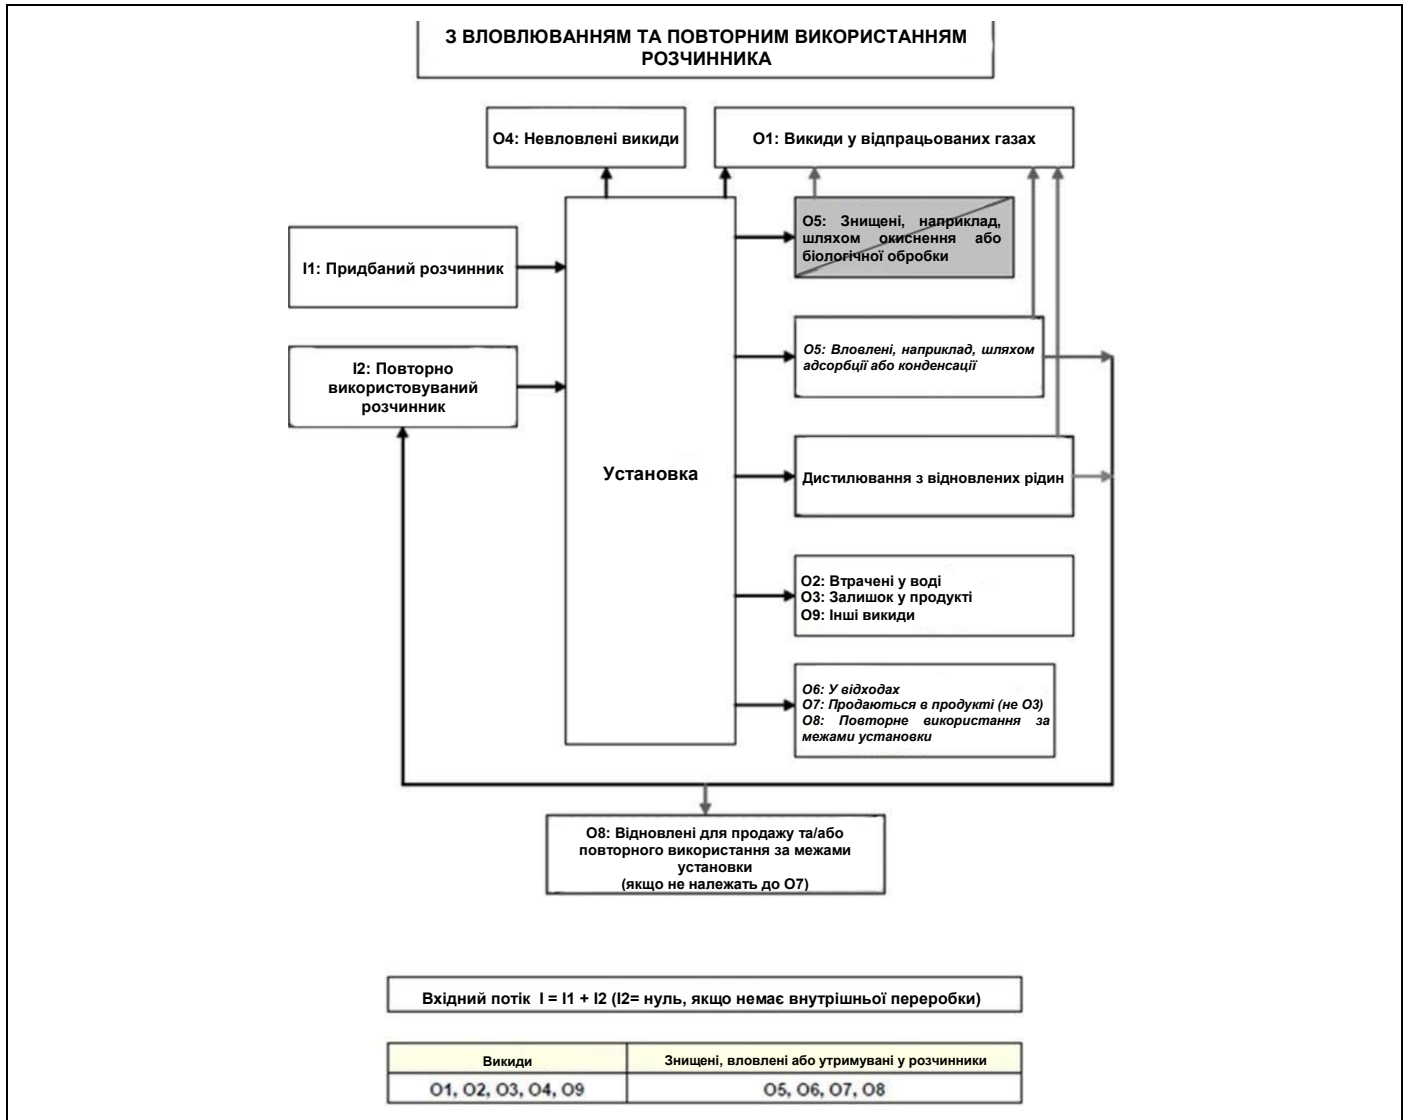 З ВЛОВЛЮВАННЯМ ТА ПОВТОРНИМ ВИКОРИСТАННЯМ
РОЗЧИННИКА
О4: Невловлені викиди
О1: Викиди у відпрацьованих газах
О5: Знищені, наприклад,
шляхом окиснення або
біологічної обробки
І1: Придбаний розчинник
І2: Повторно
використовуваний
розчинник
О5: Вловлені, наприклад, шляхом
адсорбції або конденсації
Установка
Дистилювання з відновлених рідин
О2: Втрачені у воді
О3: Залишок у продукті
О9: Інші викиди
О6: У відходах
О7: Продаються в продукті (не О3)
О8: Повторне використання за
межами установки
О8: Відновлені для продажу та/або
повторного використання за межами
установки
(якщо не належать до О7)
Вхідний потік І = І1 + І2 (І2= нуль, якщо немає внутрішньої переробки)
Викиди
Знищені, вловлені або утримувані у розчинники
О1, О2, О3, О4, О9
О5, О6, О7, О8